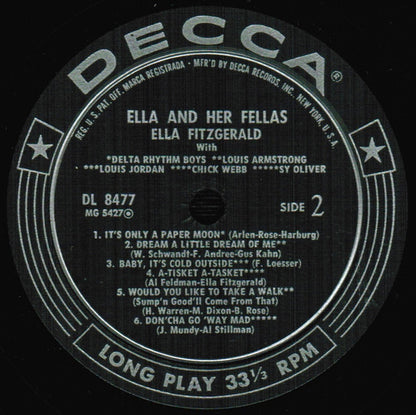 DECCA®
REG. U.S. PAT. OFF. MARCA REGISTRADA • MF'R'D BY DECCA RECORDS, INC., NEW YORK, U.S.A
ELLA AND HER FELLAS
ELLA FITZGERALD
With
*DELTA RHYTHM BOYS **LOUIS ARMSTRONG
***LOUIS JORDAN ****CHICK WEBB *****SY OLIVER
DL 8477
MG 5427
SIDE 2
1. IT'S ONLY A PAPER MOON* (Arlen-Rose-Harburg)
2. DREAM A LITTLE DREAM OF ME**
(W. Schwandt-F. Andree-Gus Kahn)
3. BABY, IT'S COLD OUTSIDE*** (F. Loesser)
4. A-TISKET A-TASKET****
(Al Feldman-Ella Fitzgerald)
5. WOULD YOU LIKE TO TAKE A WALK**
(Sump'n Good'll Come From That)
(H. Warren-M. Dixon-B. Rose)
6. DON'CHA GO 'WAY MAD*****
(J. Mundy-Al Stillman)
LONG PLAY 33⅓ RPM